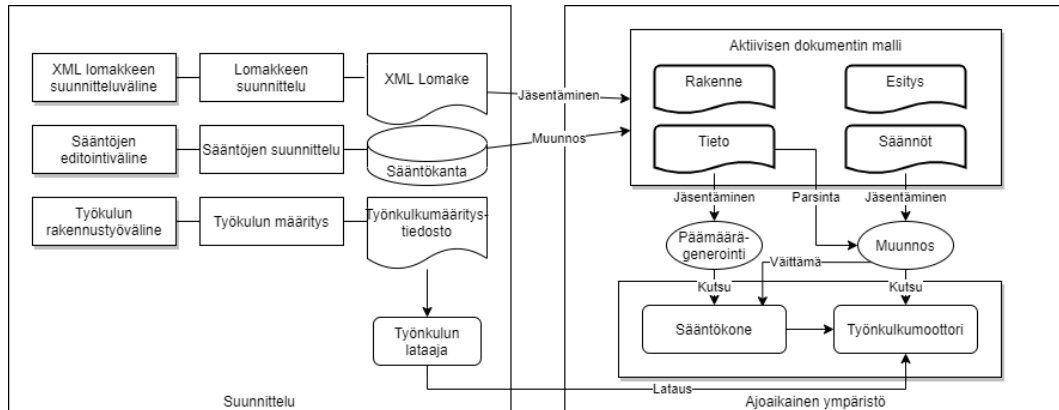 XML lomakkeen
suunnitteluväline
Lomakkeen
suunnittelu
XML Lomake
Jäsentäminen
Sääntöjen
editointiväline
Sääntöjen suunnittelu
Sääntökanta
Muunnos
Työkulun
rakennustyöväline
Työkulun määritys
Työnkulkumääritys-
tiedosto
Työnkulun
lataaja
Suunnittelu
Lataus
Aktiivisen dokumentin malli
Rakenne
Esitys
Tieto
Säännöt
Jäsentäminen
Parsinta
Jäsentäminen
Päämäärä-
generointi
Muunnos
Väittämä
Kutsu
Kutsu
Sääntökone
Työnkulkumoottori
Ajoaikainen ympäristö